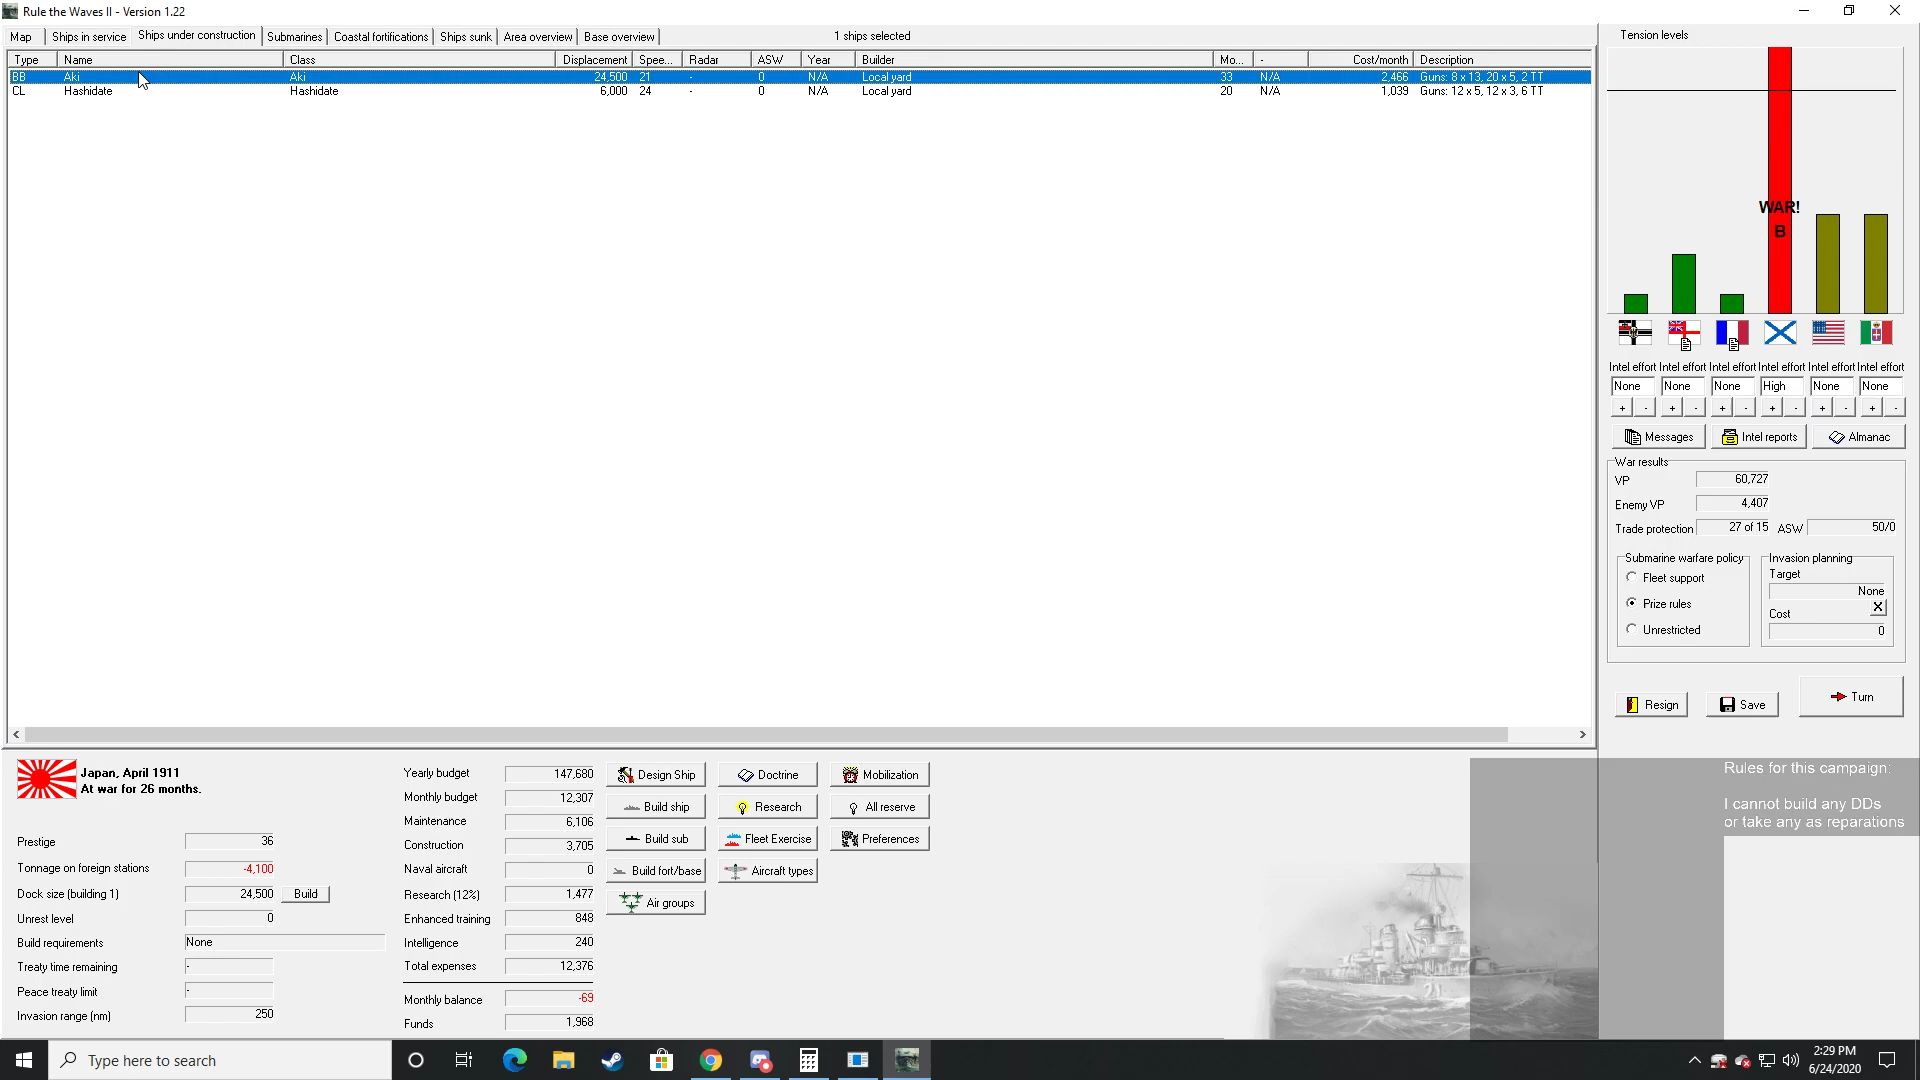 Rule the Waves II - Version 1.22
Map Ships in service Ships under construction Submarines Coastal fortifications Ships sunk Area overview Base overview 1 ships selected
Type Name Class Displacement Spee... Radar ASW Year Builder Mo... - Cost/month Description
BB Aki Aki 24,500 21 - 0 N/A Local yard 33 N/A 2,466 Guns: 8 x 13, 20 x 5, 2 TT
CL Hashidate Hashidate 6,000 24 - 0 N/A Local yard 20 N/A 1,039 Guns: 12 x 5, 12 x 3, 6 TT
Tension levels
WAR!
B
Intel effort Intel effort Intel effort Intel effort Intel effort Intel effort
None None None High None None
+ - + - + - + - + - + -
Messages Intel reports Almanac
War results
VP 60,727
Enemy VP 4,407
Trade protection 27 of 15 ASW 50/0
Submarine warfare policy
Fleet support
Prize rules
Unrestricted
Invasion planning
Target
None
Cost X
0
Resign Save Turn
Japan, April 1911
At war for 26 months.
Prestige 36
Tonnage on foreign stations -4,100
Dock size (building 1) 24,500 Build
Unrest level 0
Build requirements None
Treaty time remaining -
Peace treaty limit -
Invasion range (nm) 250
Yearly budget 147,680
Monthly budget 12,307
Maintenance 6,106
Construction 3,705
Naval aircraft 0
Research (12%) 1,477
Enhanced training 848
Intelligence 240
Total expenses 12,376
Monthly balance -69
Funds 1,968
Design Ship Doctrine Mobilization
Build ship Research All reserve
Build sub Fleet Exercise Preferences
Build fort/base Aircraft types
Air groups
Rules for this campaign:
I cannot build any DDs
or take any as reparations
Type here to search
2:29 PM
6/24/2020